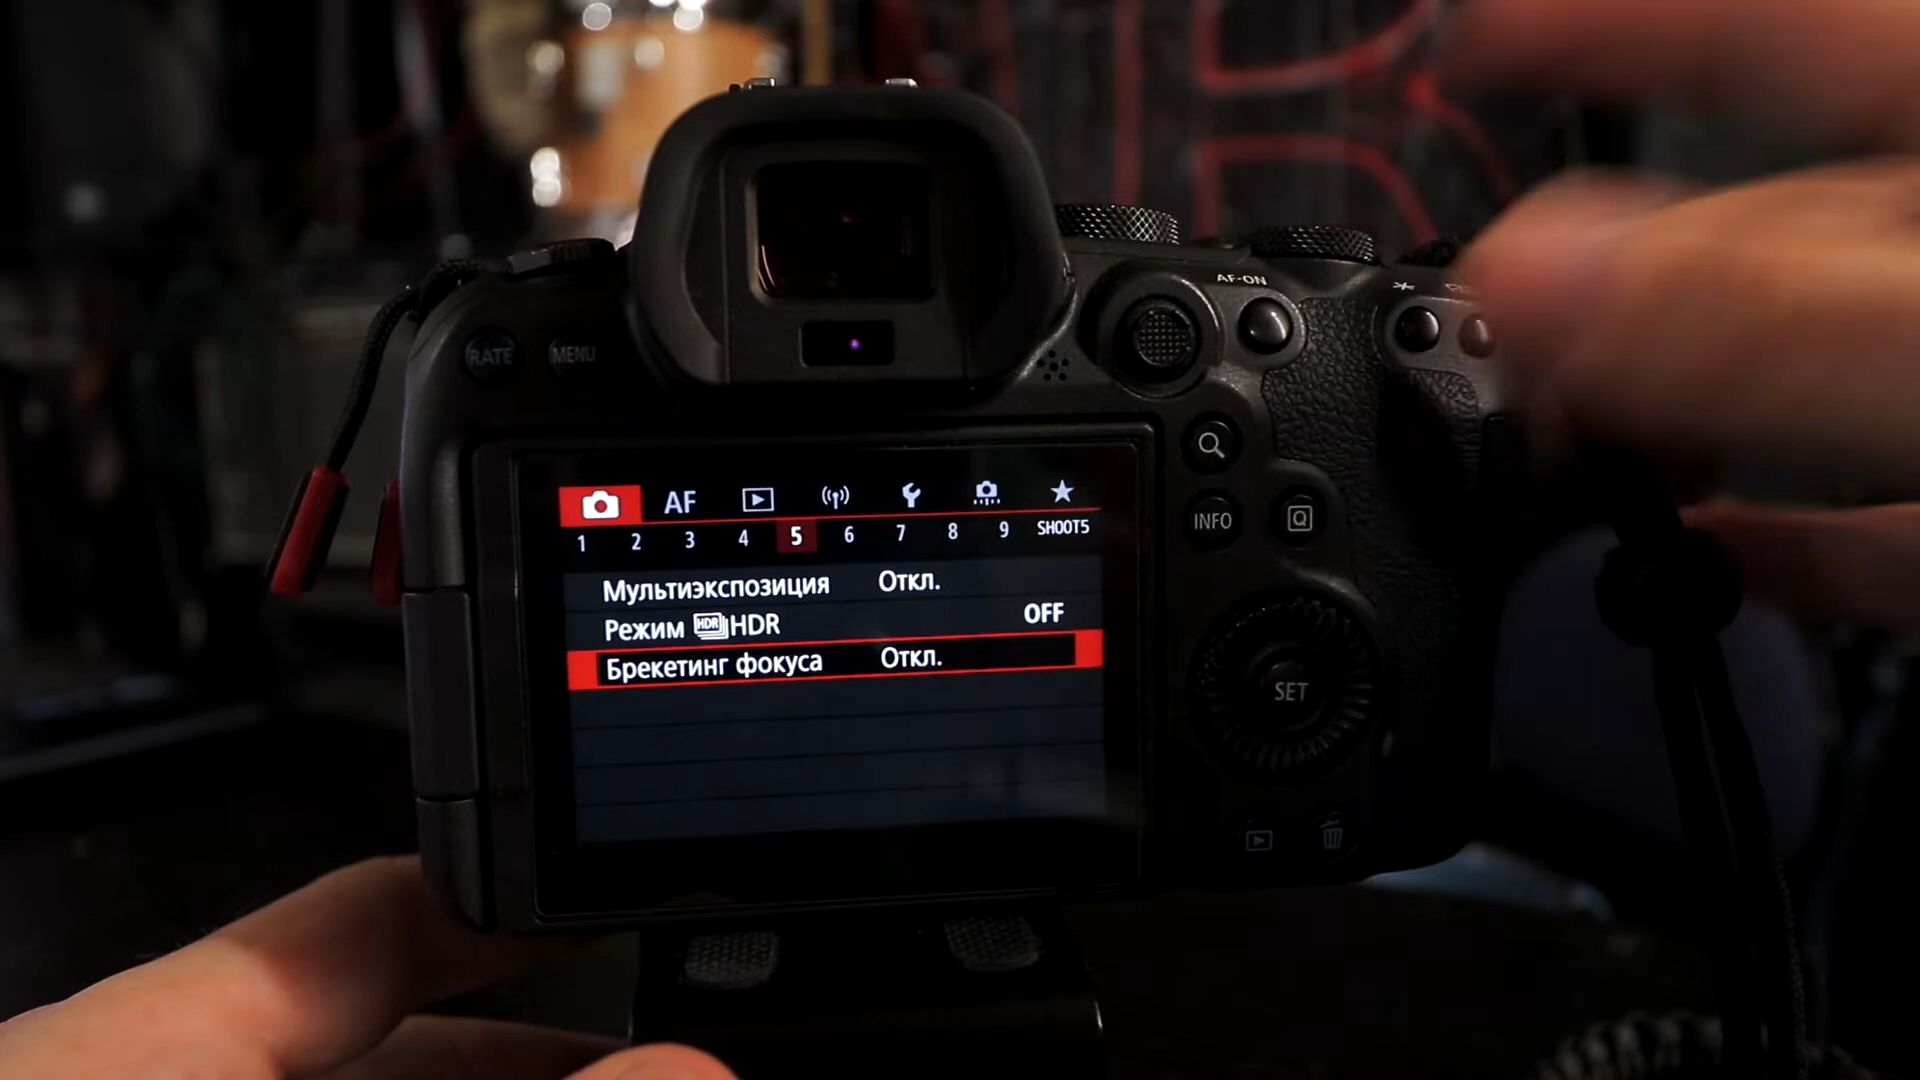 AF-ON
RATE MENU
INFO Q
AF
1 2 3 4 5 6 7 8 9 SHOOT5
Мультиэкспозиция Откл.
Режим HDR HDR OFF
Брекетинг фокуса Откл.
SET